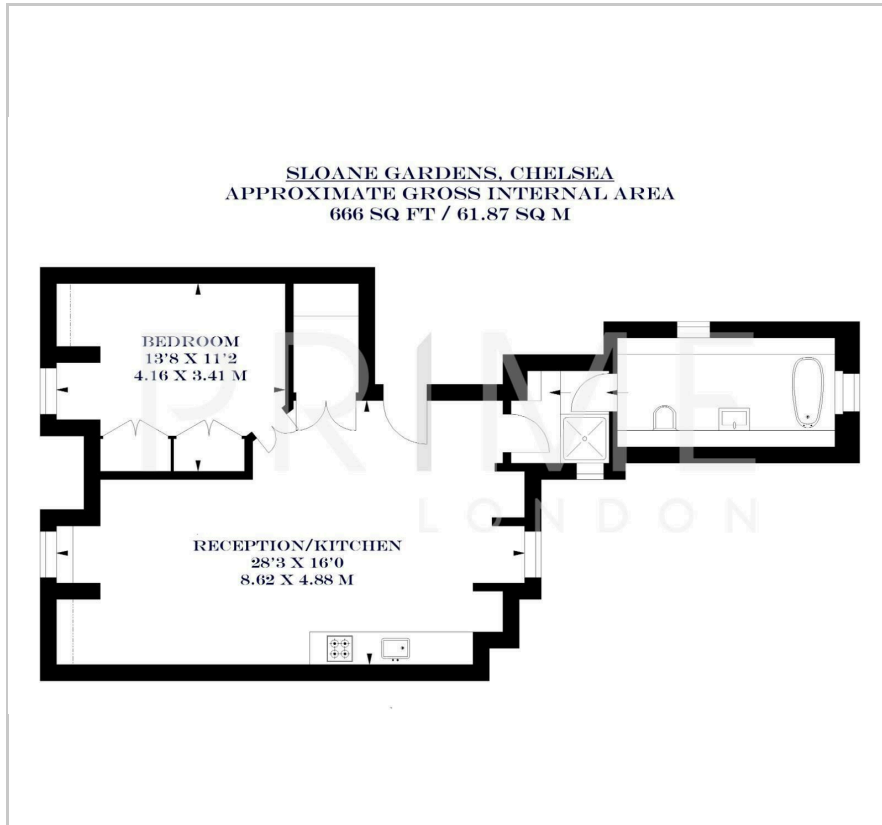 SLOANE GARDENS, CHELSEA
APPROXIMATE GROSS INTERNAL AREA
666 SQ FT / 61.87 SQ M
BEDROOM
13'8 X 11'2
4.16 X 3.41 M
PRIME
LONDON
RECEPTION/KITCHEN
28'3 X 16'0
8.62 X 4.88 M